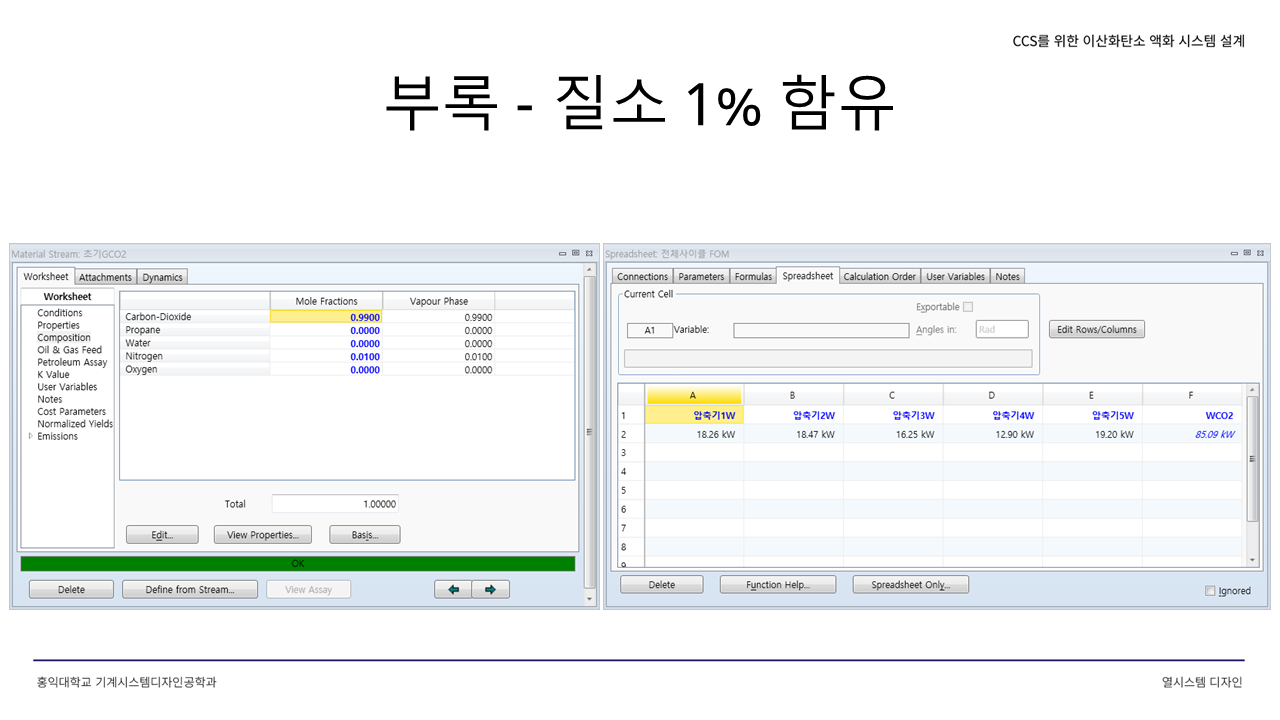 CCS를 위한 이산화탄소 액화 시스템 설계
부록 - 질소 1% 함유
Material Stream: 초기GCO2
Worksheet Attachments Dynamics
Worksheet
Conditions
Properties
Composition
Oil & Gas Feed
Petroleum Assay
K Value
User Variables
Notes
Cost Parameters
Normalized Yields
Emissions
Mole Fractions Vapour Phase
Carbon-Dioxide 0.9900 0.9900
Propane 0.0000 0.0000
Water 0.0000 0.0000
Nitrogen 0.0100 0.0100
Oxygen 0.0000 0.0000
Total 1.00000
Edit... View Properties... Basis...
OK
Delete Define from Stream... View Assay
Spreadsheet: 전체사이클 FOM
Connections Parameters Formulas Spreadsheet Calculation Order User Variables Notes
Current Cell
Exportable
A1 Variable: Angles in: Rad
Edit Rows/Columns
A B C D E F
1 압축기1W 압축기2W 압축기3W 압축기4W 압축기5W WCO2
2 18.26 kW 18.47 kW 16.25 kW 12.90 kW 19.20 kW 85.09 kW
3
4
5
6
7
8
9
Delete Function Help... Spreadsheet Only...
Ignored
홍익대학교 기계시스템디자인공학과
열시스템 디자인